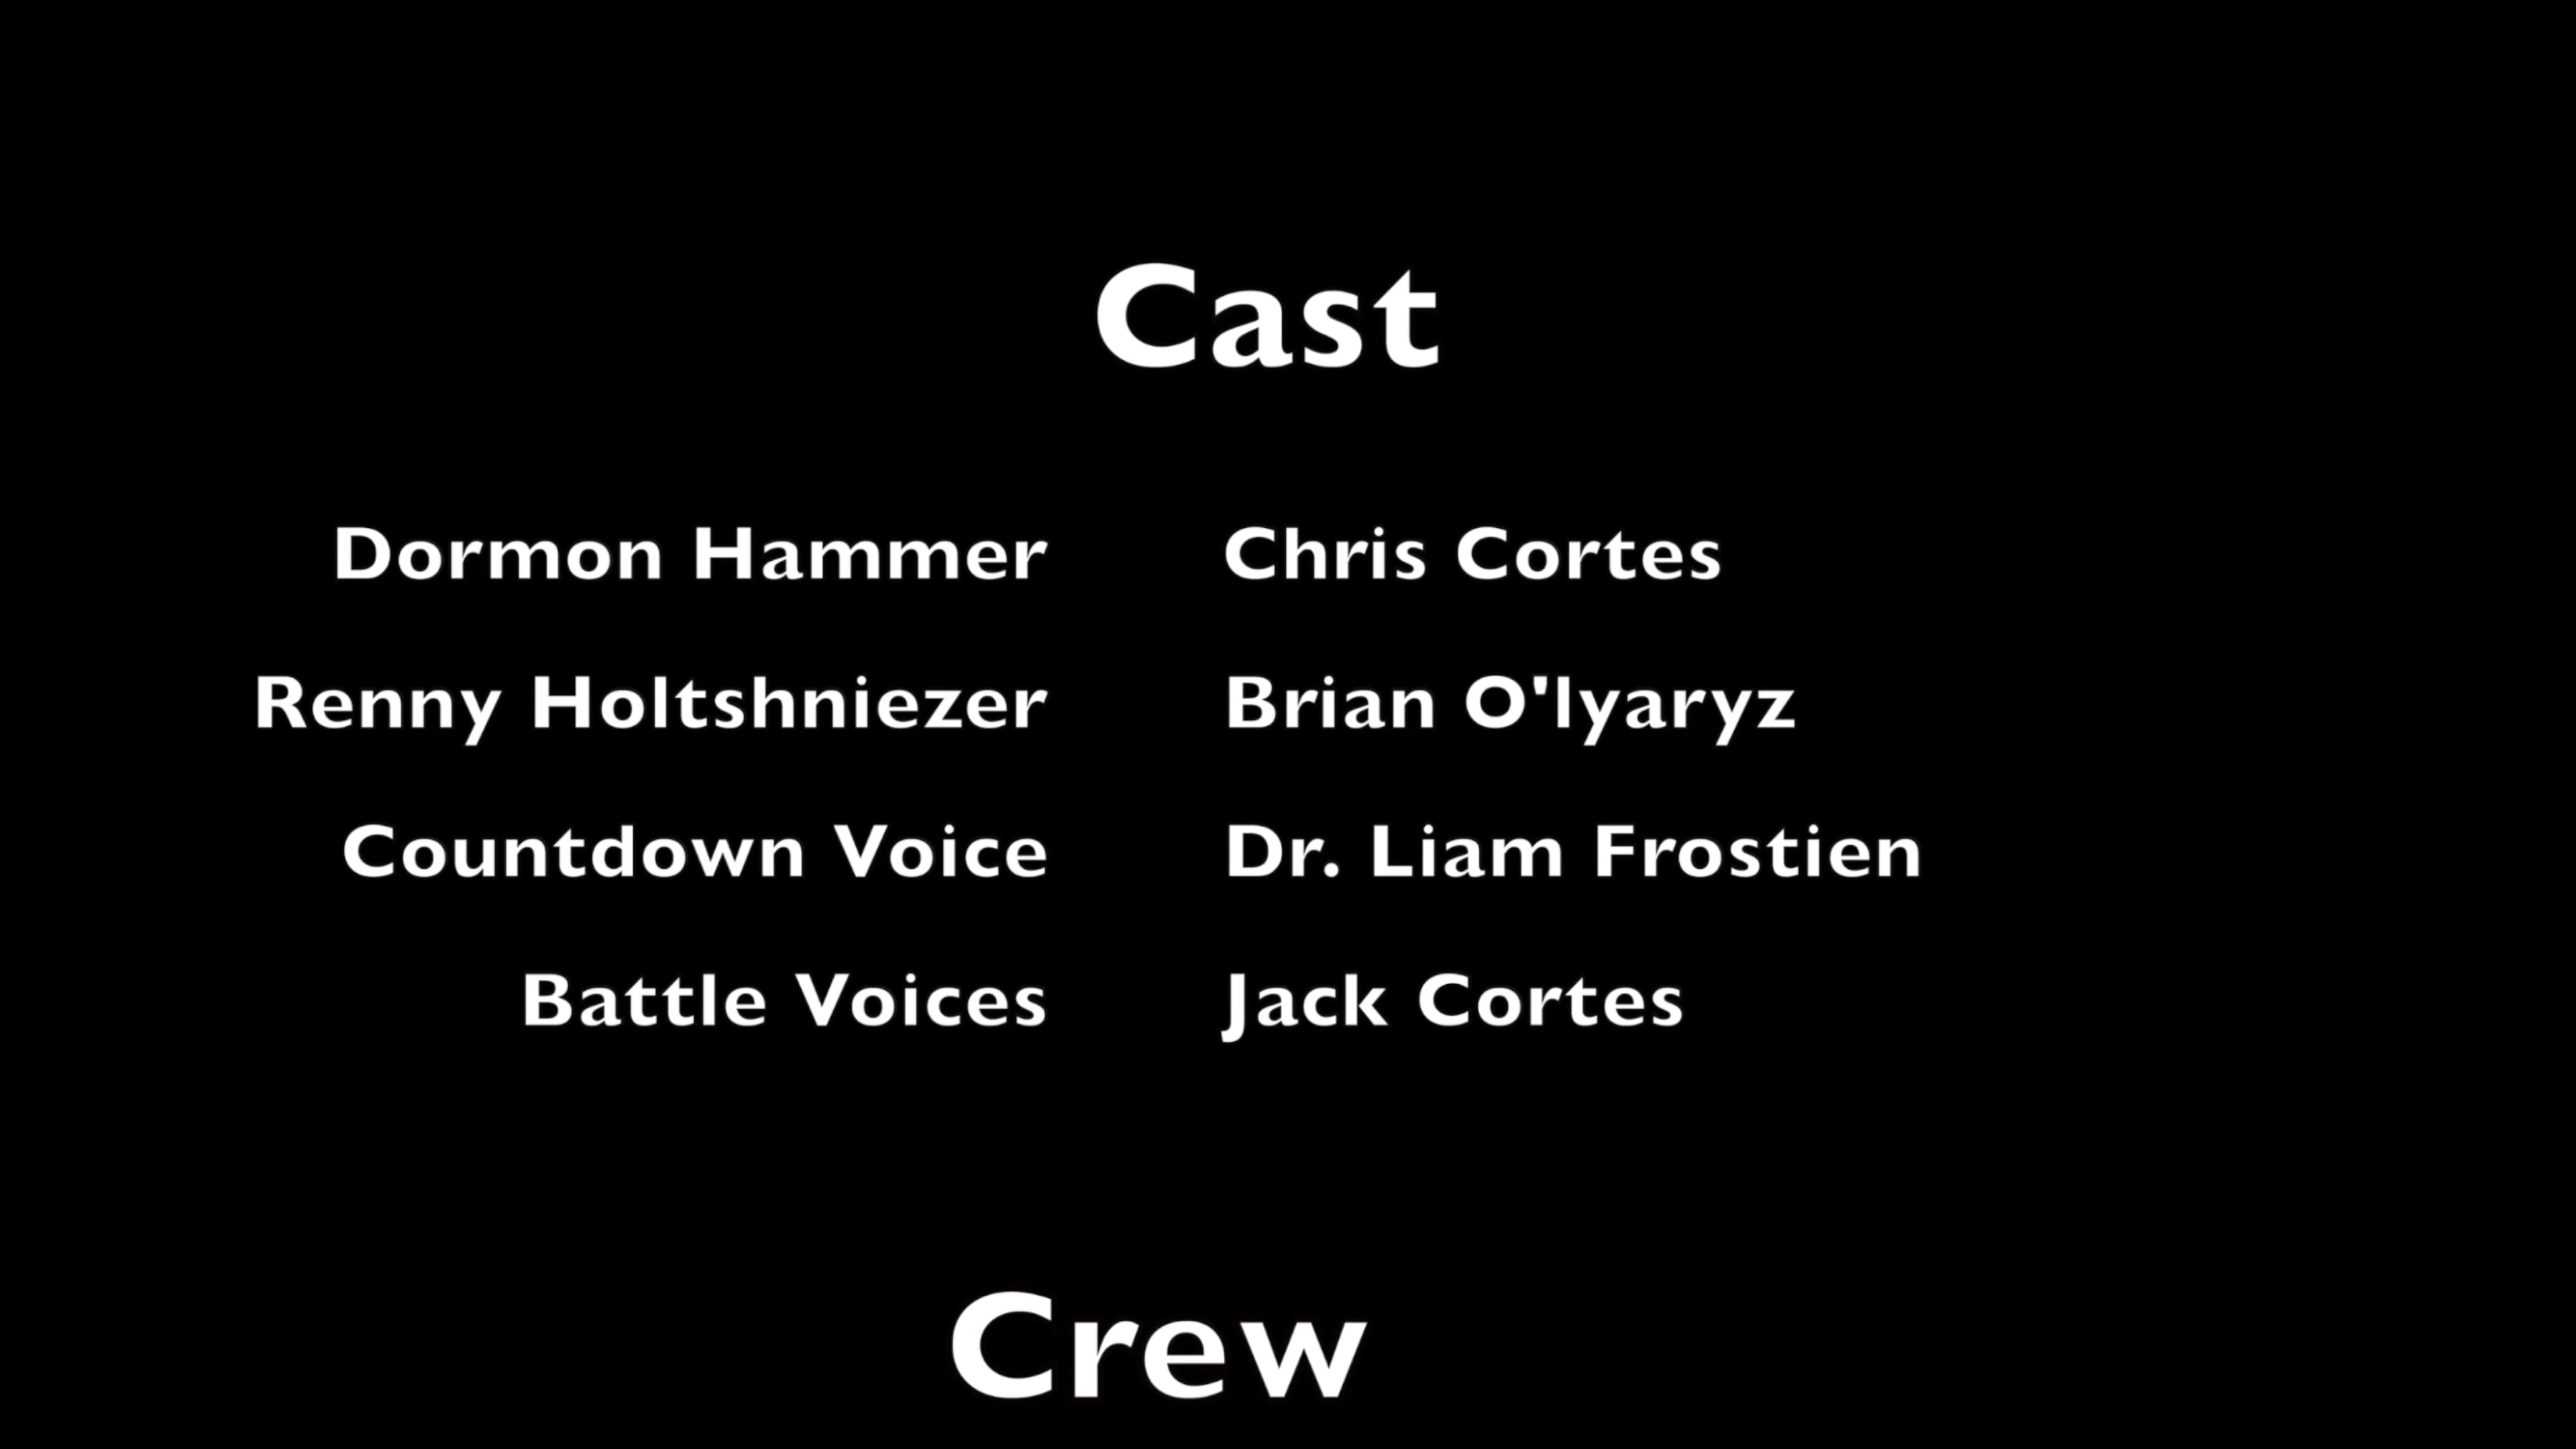 Cast
Dormon Hammer Chris Cortes
Renny Holtshniezer Brian O'lyaryz
Countdown Voice Dr. Liam Frostien
Battle Voices Jack Cortes
Crew